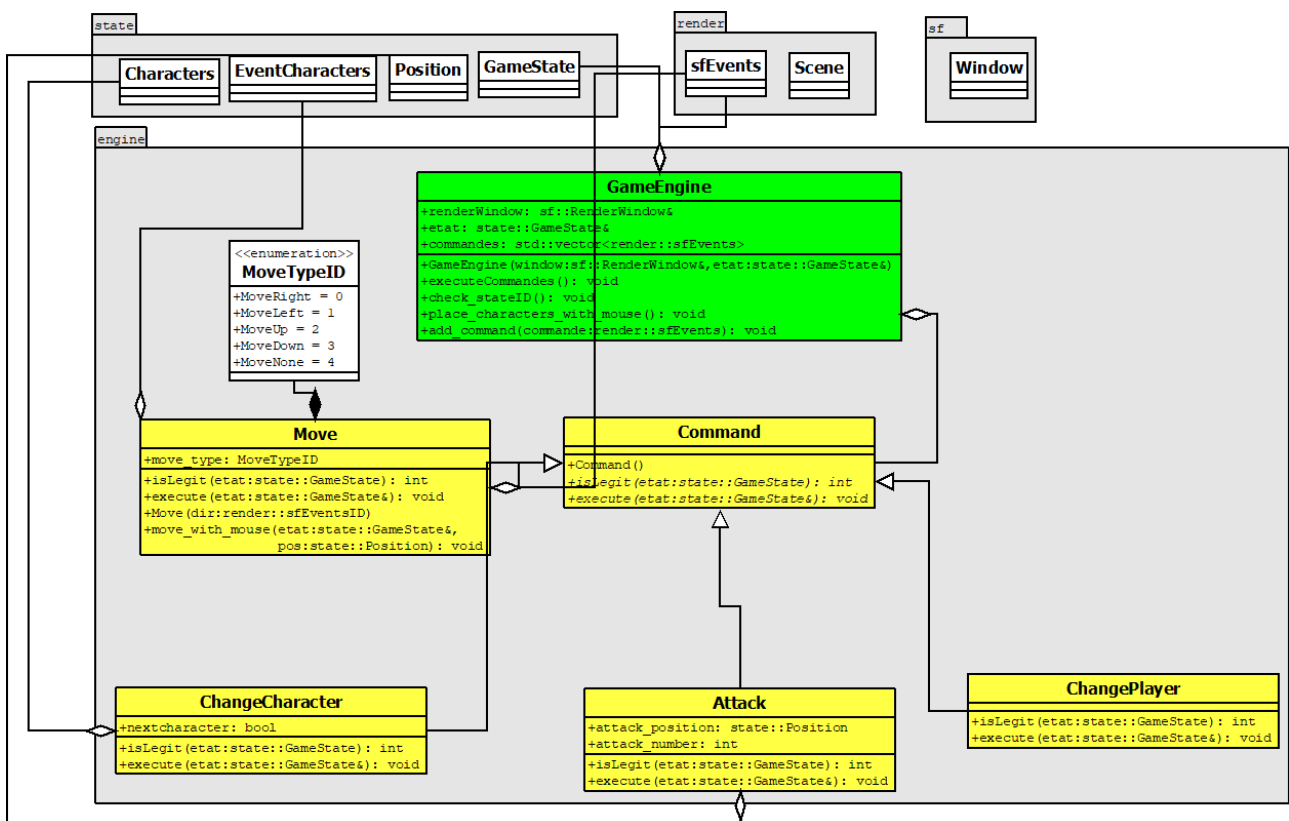 state
Characters
EventCharacters
Position
GameState
render
sfEvents
Scene
sf
Window
engine
GameEngine
+renderWindow: sf::RenderWindow&
+etat: state::GameState&
+commandes: std::vector<render::sfEvents>
+GameEngine(window:sf::RenderWindow&,etat:state::GameState&)
+executeCommandes(): void
+check_stateID(): void
+place_characters_with_mouse(): void
+add_command(commande:render::sfEvents): void
<<enumeration>>
MoveTypeID
+MoveRight = 0
+MoveLeft = 1
+MoveUp = 2
+MoveDown = 3
+MoveNone = 4
Move
+move_type: MoveTypeID
+isLegit(etat:state::GameState): int
+execute(etat:state::GameState&): void
+Move(dir:render::sfEventsID)
+move_with_mouse(etat:state::GameState&,
pos:state::Position): void
Command
+Command()
+isLegit(etat:state::GameState): int
+execute(etat:state::GameState&): void
ChangeCharacter
+nextcharacter: bool
+isLegit(etat:state::GameState): int
+execute(etat:state::GameState&): void
Attack
+attack_position: state::Position
+attack_number: int
+isLegit(etat:state::GameState): int
+execute(etat:state::GameState&): void
ChangePlayer
+isLegit(etat:state::GameState): int
+execute(etat:state::GameState&): void